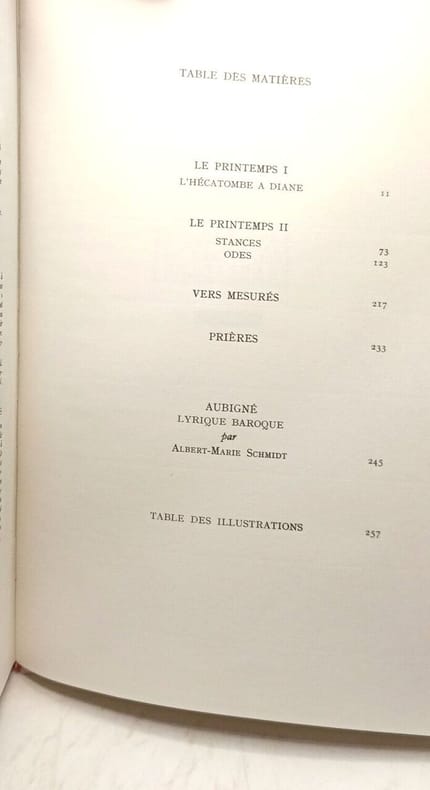 TABLE DES MATIÈRES
LE PRINTEMPS I
L'HÉCATOMBE A DIANE 11
LE PRINTEMPS II
STANCES 73
ODES 123
VERS MESURÉS 217
PRIÈRES 233
AUBIGNÉ
LYRIQUE BAROQUE
par
ALBERT-MARIE SCHMIDT 245
TABLE DES ILLUSTRATIONS 257